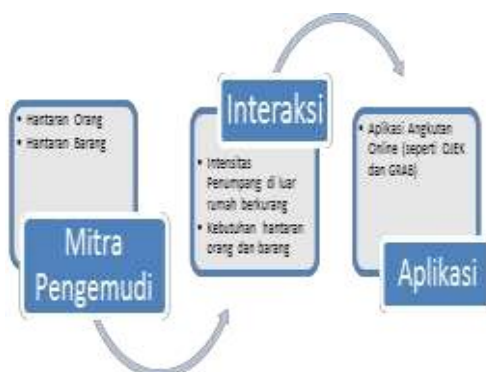 • Hantaran Orang
• Hantaran Barang
Mitra
Pengemudi
Interaksi
• Intensitas
Penumpang di luar
rumah berkurang
• Kebutuhan hantaran
orang dan barang
• Aplikasi Angkutan
Online (seperti OJEK
dan GRAB)
Aplikasi